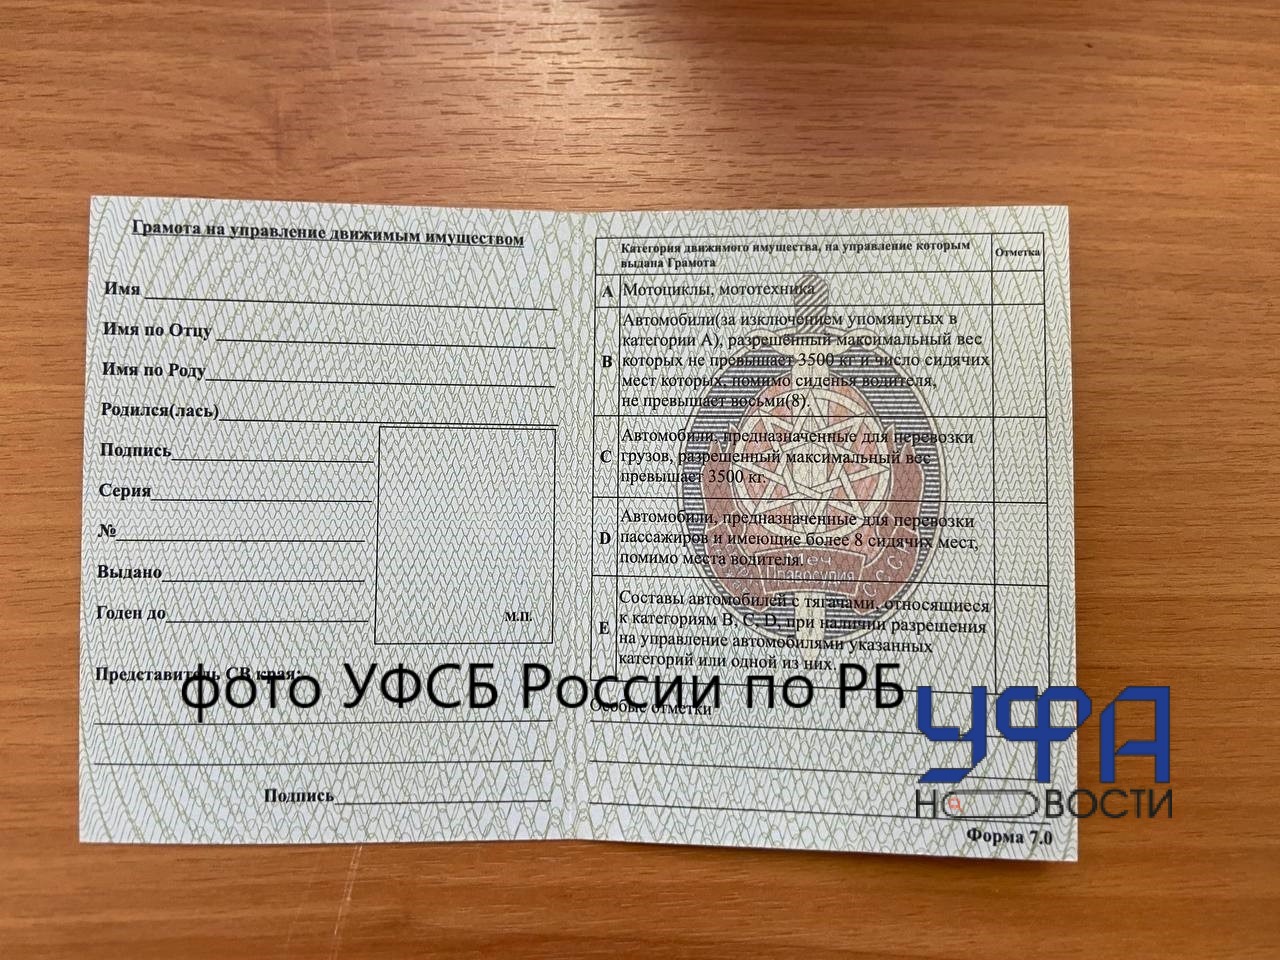 Грамота на управление движимым имуществом
Имя
Имя по Отцу
Имя по Роду
Родился(лась)
Подпись
Серия
№
Выдано
Годен до
М.П.
Представитель СВ края:
Подпись
Категория движимого имущества, на управление которым
выдана Грамота
Отметка
A Мотоциклы, мототехника
B
Автомобили(за изключением упомянутых в
категории А), разрешенный максимальный вес
которых не превышает 3500 кг и число сидячих
мест которых, помимо сиденья водителя,
не превышает восьми(8).
C
Автомобили, предназначенные для перевозки
грузов, разрешенный максимальный вес
превышает 3500 кг.
D
Автомобили, предназначенные для перевозки
пассажиров и имеющие более 8 сидячих мест,
помимо места водителя.
E
Составы автомобилей с тягачами, относящиеся
к категориям B, C, D, при наличии разрешения
на управление автомобилями указанных
категорий или одной из них.
Меч
Правосудия
С.С.С.Р
Особые отметки
Форма 7.0
фото УФСБ России по РБ
УФА
НОВОСТИ